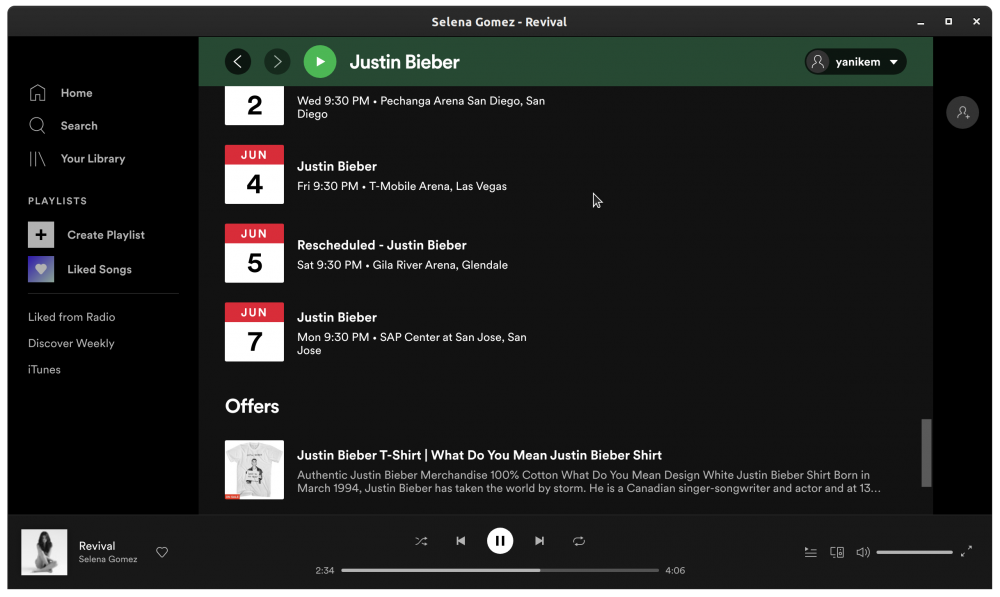 Selena Gomez - Revival
Justin Bieber
yanikem
Home
Search
Your Library
PLAYLISTS
Create Playlist
Liked Songs
Liked from Radio
Discover Weekly
iTunes
2
Wed 9:30 PM • Pechanga Arena San Diego, San
Diego
JUN
4
Justin Bieber
Fri 9:30 PM • T-Mobile Arena, Las Vegas
JUN
5
Rescheduled - Justin Bieber
Sat 9:30 PM • Gila River Arena, Glendale
JUN
7
Justin Bieber
Mon 9:30 PM • SAP Center at San Jose, San
Jose
Offers
Justin Bieber T-Shirt | What Do You Mean Justin Bieber Shirt
Authentic Justin Bieber Merchandise 100% Cotton What Do You Mean Design White Justin Bieber Shirt Born in
March 1994, Justin Bieber has taken the world by storm. He is a Canadian singer-songwriter and actor and at 13...
Revival
Selena Gomez
2:34
4:06